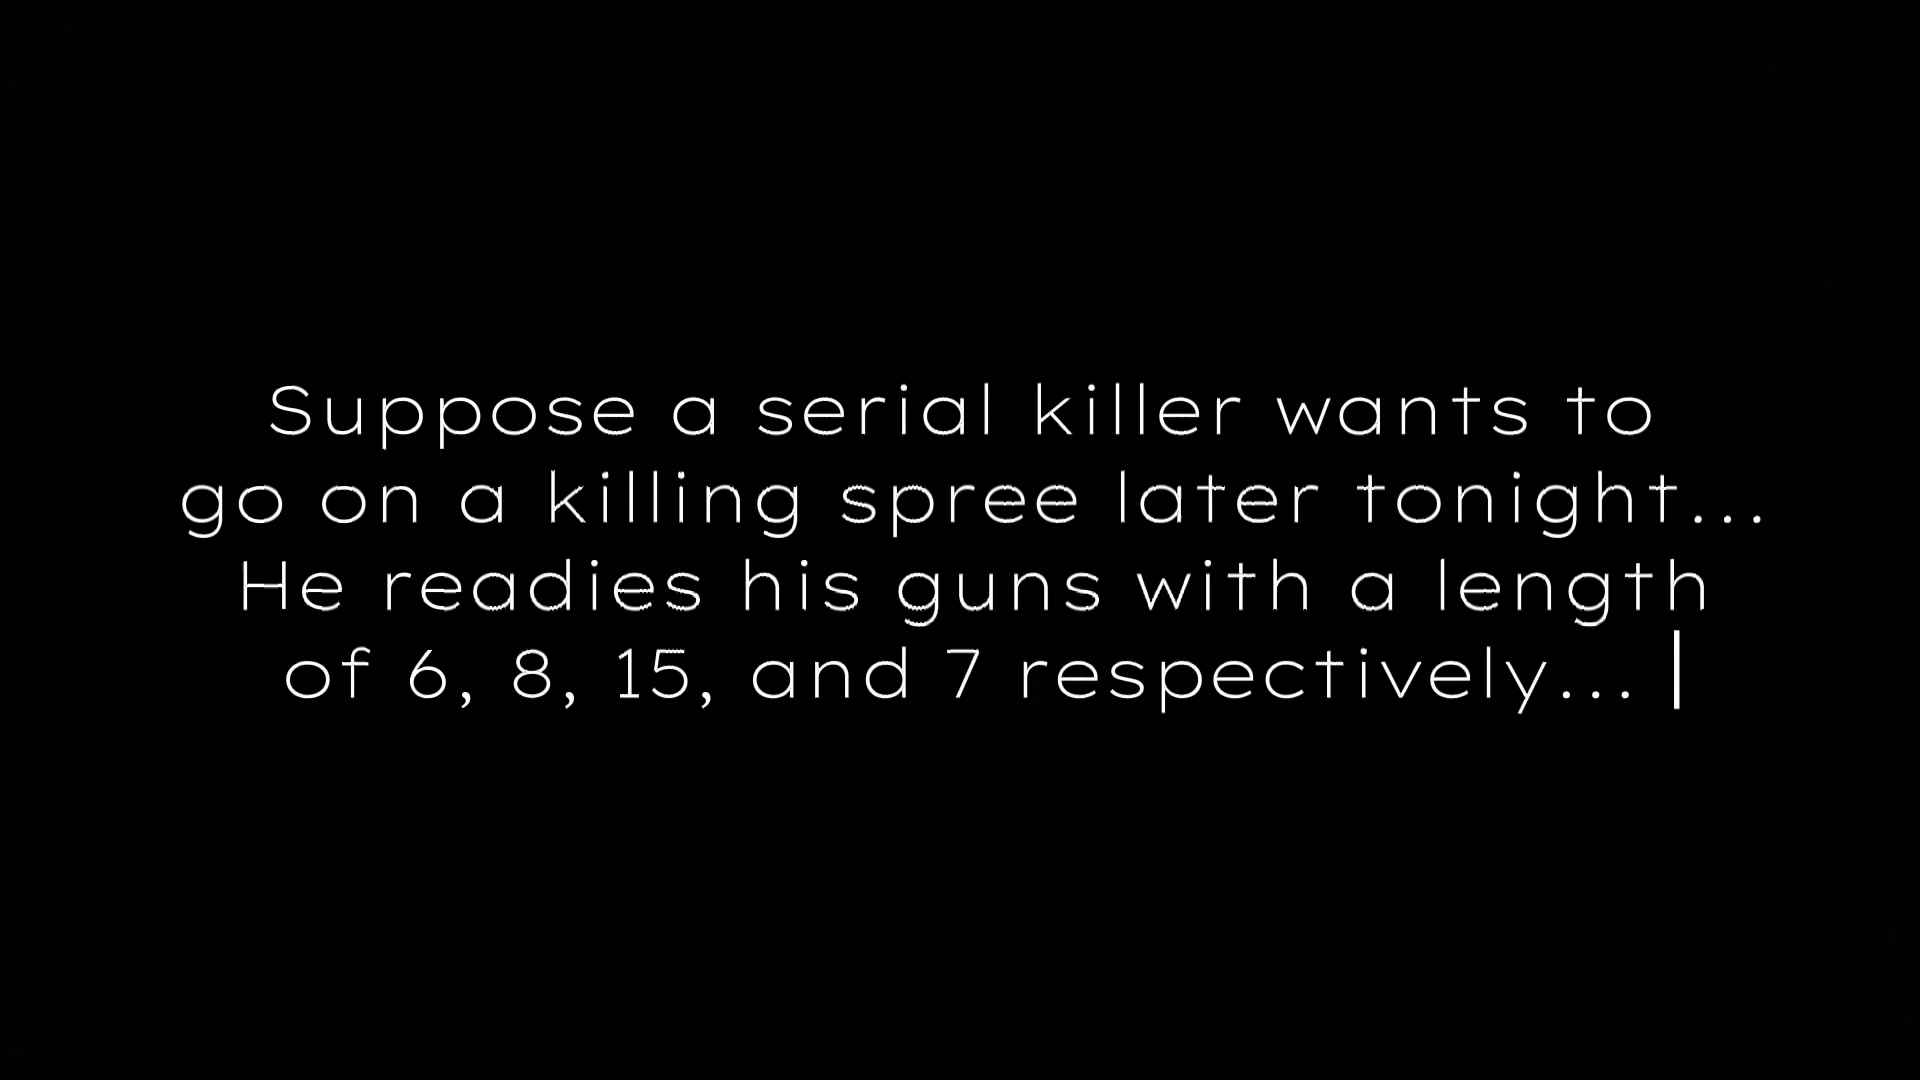 Suppose a serial killer wants to
go on a killing spree later tonight...
He readies his guns with a length
of 6, 8, 15, and 7 respectively... |